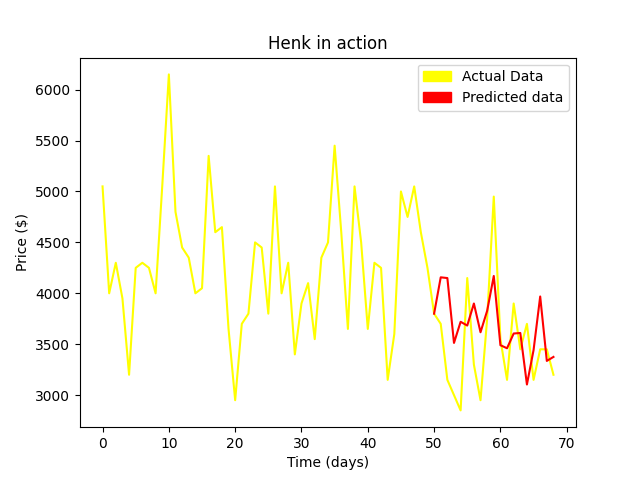 Henk in action
Actual Data
Predicted data
Price ($)
6000
5500
5000
4500
4000
3500
3000
0 10 20 30 40 50 60 70
Time (days)